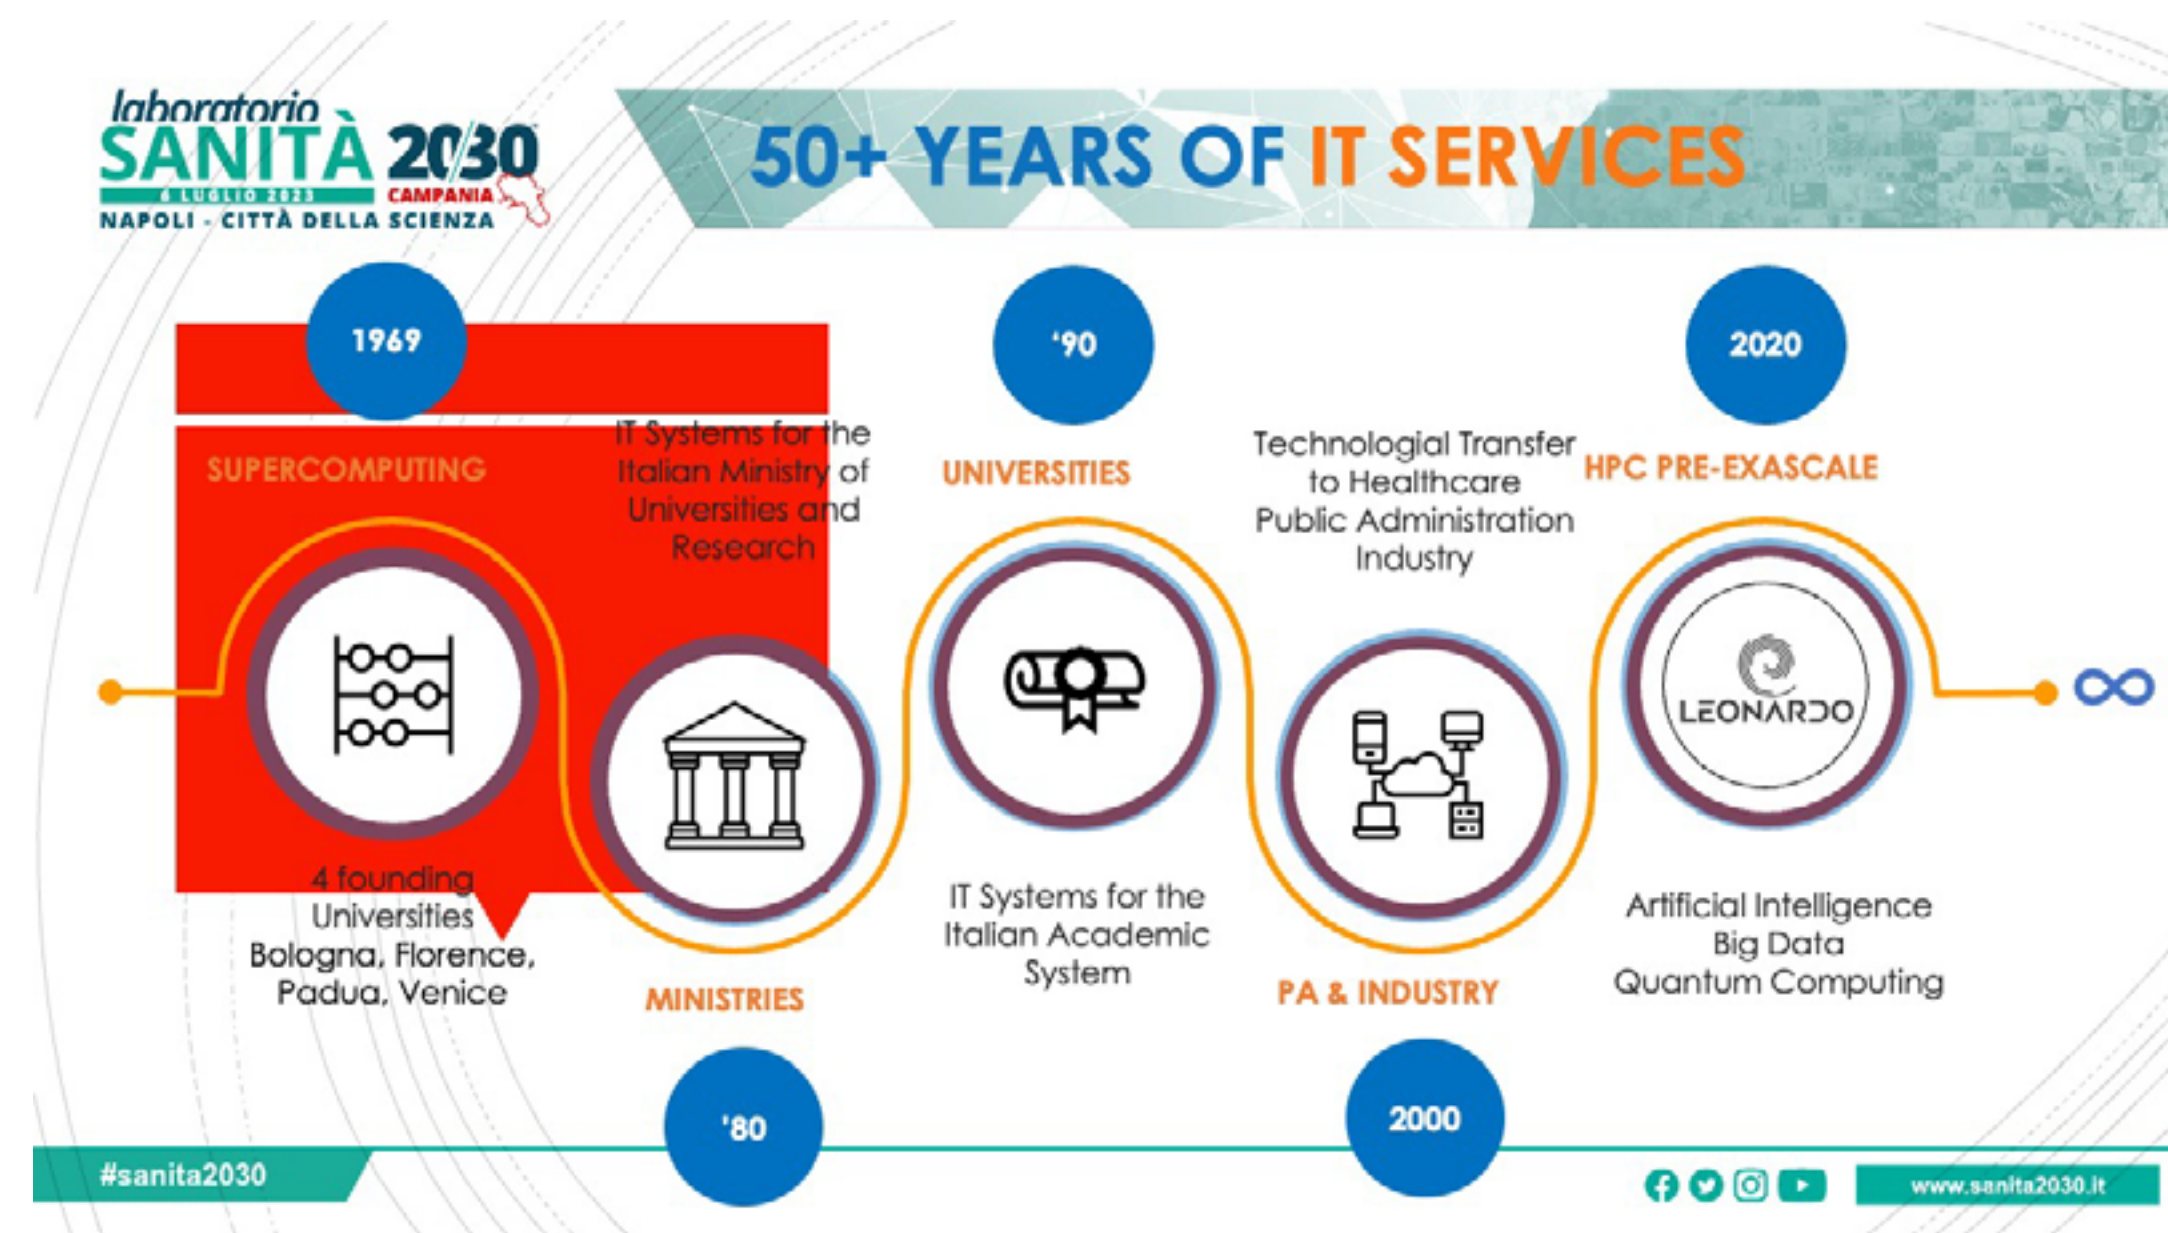 laboratorio
SANITÀ 20/30
6 LUGLIO 2023 CAMPANIA
NAPOLI - CITTÀ DELLA SCIENZA
50+ YEARS OF IT SERVICES
1969
SUPERCOMPUTING
4 founding
Universities
Bologna, Florence,
Padua, Venice
IT Systems for the
Italian Ministry of
Universities and
Research
MINISTRIES
'80
‘90
UNIVERSITIES
IT Systems for the
Italian Academic
System
Technologial Transfer
to Healthcare
Public Administration
Industry
PA & INDUSTRY
2000
2020
HPC PRE-EXASCALE
LEONARDO
Artificial Intelligence
Big Data
Quantum Computing
#sanita2030
www.sanita2030.it